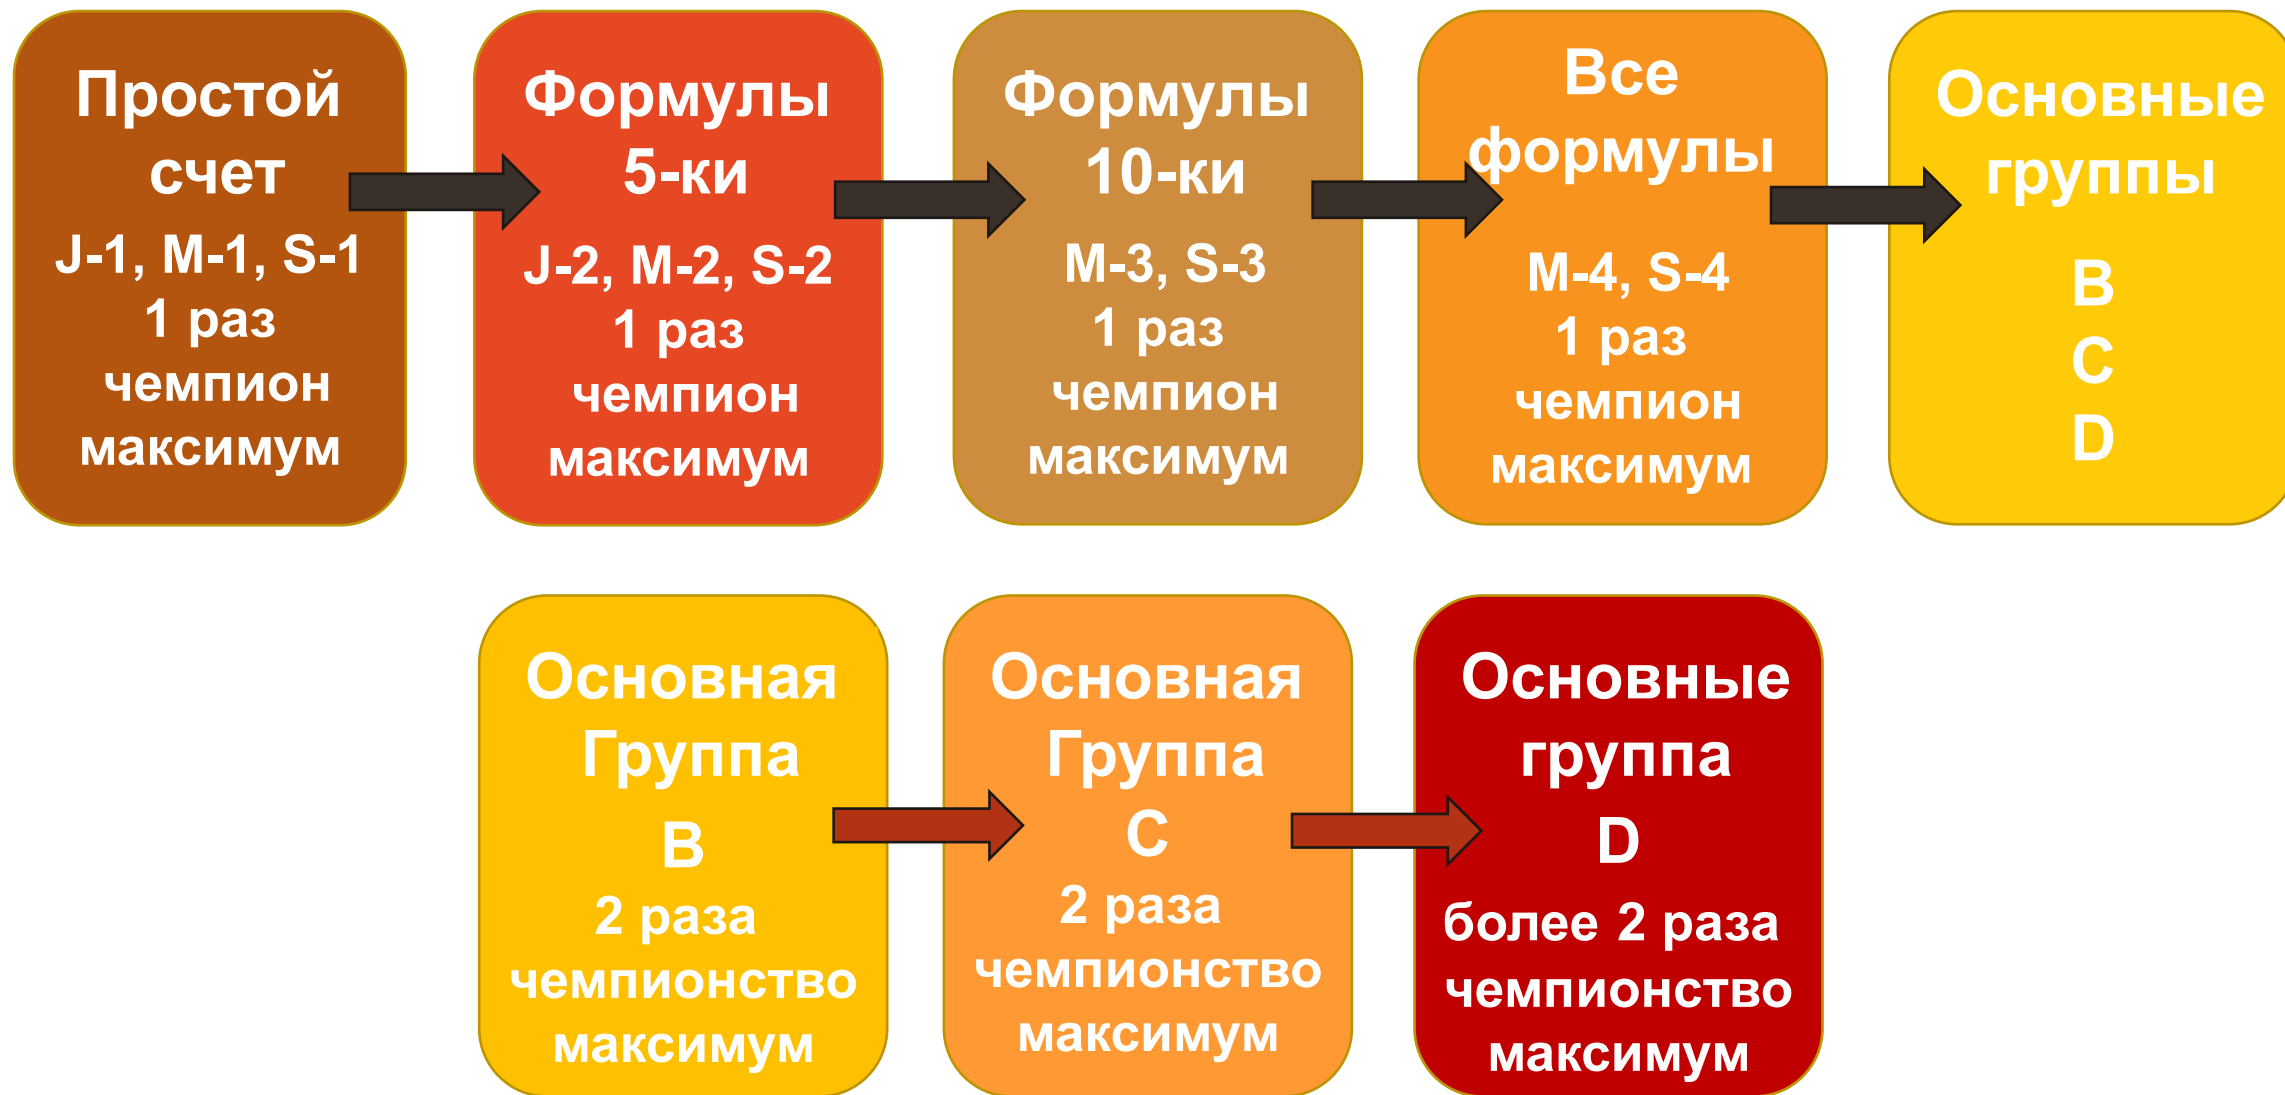 Простой
счет
J-1, M-1, S-1
1 раз
чемпион
максимум
Формулы
5-ки
J-2, M-2, S-2
1 раз
чемпион
максимум
Формулы
10-ки
M-3, S-3
1 раз
чемпион
максимум
Все
формулы
M-4, S-4
1 раз
чемпион
максимум
Основные
группы
B
C
D
Основная
Группа
B
2 раза
чемпионство
максимум
Основная
Группа
C
2 раза
чемпионство
максимум
Основные
группа
D
более 2 раза
чемпионство
максимум